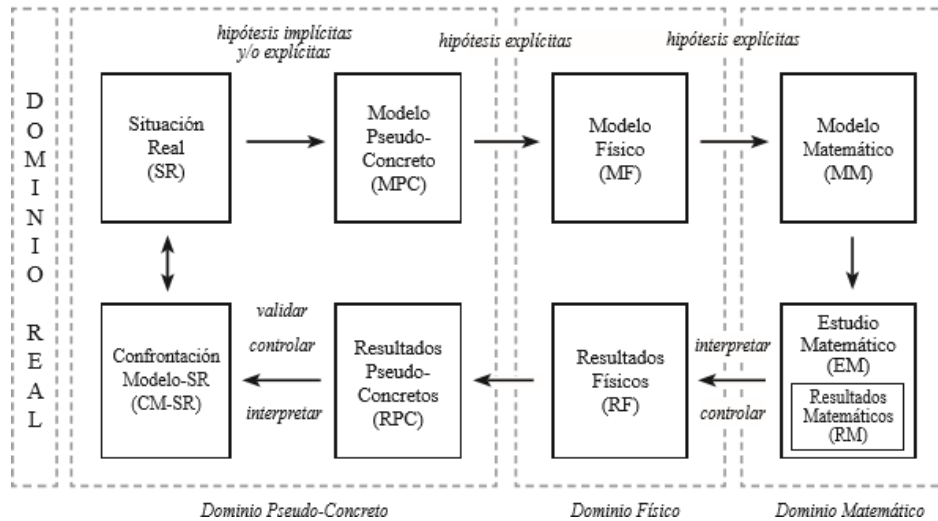 hipótesis implícitas
y/o explícitas
hipótesis explícitas
hipótesis explícitas
DOMINIO REAL
Situación
Real
(SR)
Modelo
Pseudo-
Concreto
(MPC)
Modelo
Físico
(MF)
Modelo
Matemático
(MM)
Confrontación
Modelo-SR
(CM-SR)
validar
controlar
interpretar
Resultados
Pseudo-
Concretos
(RPC)
Resultados
Físicos
(RF)
interpretar
controlar
Estudio
Matemático
(EM)
Resultados
Matemáticos
(RM)
Dominio Pseudo-Concreto
Dominio Físico
Dominio Matemático